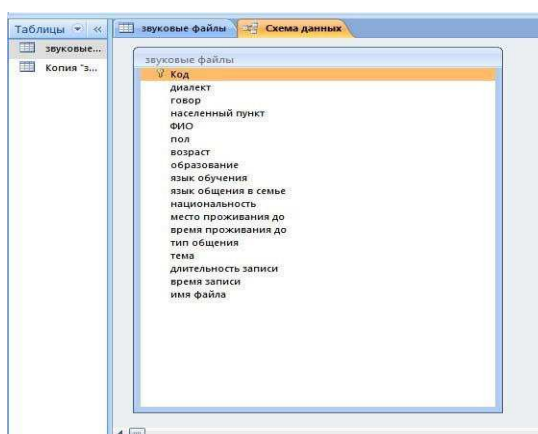 Таблицы
звуковые...
Копия "з...
звуковые файлы
Схема данных
звуковые файлы
Код
диалект
говор
населенный пункт
ФИО
пол
возраст
образование
язык обучения
язык общения в семье
национальность
место проживания до
время проживания до
тип общения
тема
длительность записи
время записи
имя файла